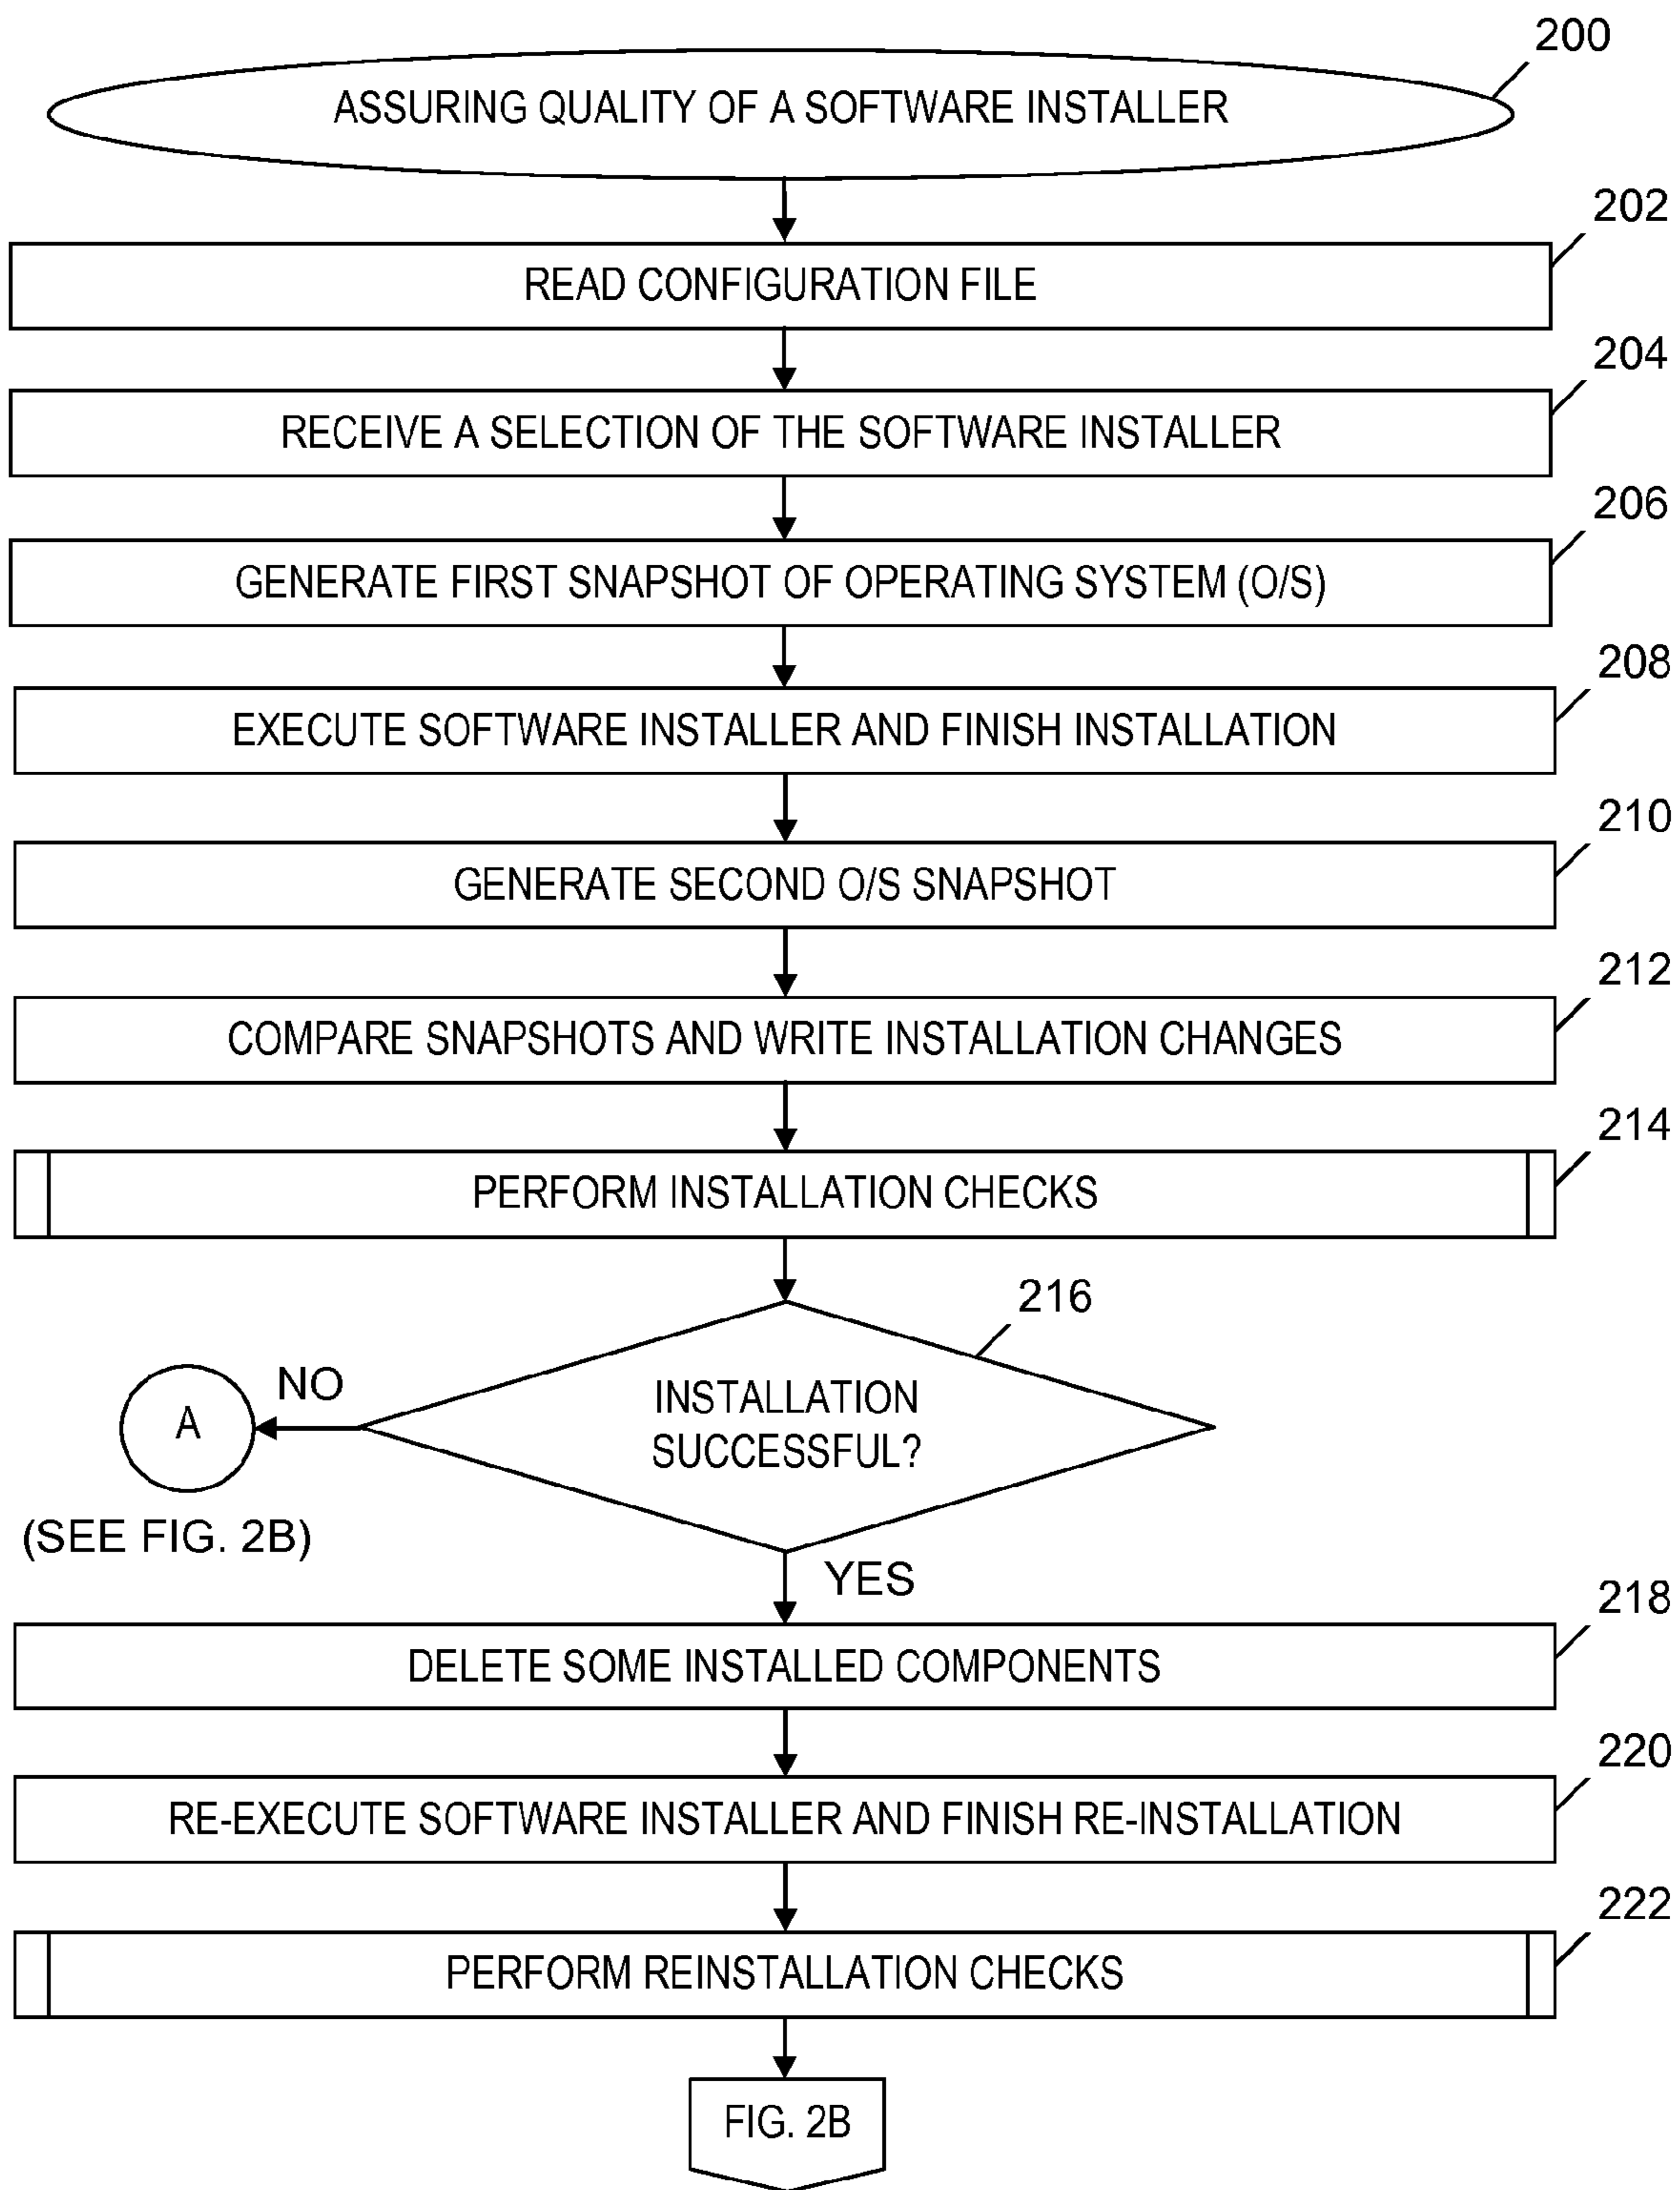 200
ASSURING QUALITY OF A SOFTWARE INSTALLER
202
READ CONFIGURATION FILE
204
RECEIVE A SELECTION OF THE SOFTWARE INSTALLER
206
GENERATE FIRST SNAPSHOT OF OPERATING SYSTEM (O/S)
208
EXECUTE SOFTWARE INSTALLER AND FINISH INSTALLATION
210
GENERATE SECOND O/S SNAPSHOT
212
COMPARE SNAPSHOTS AND WRITE INSTALLATION CHANGES
214
PERFORM INSTALLATION CHECKS
216
INSTALLATION
SUCCESSFUL?
NO
A
(SEE FIG. 2B)
YES
218
DELETE SOME INSTALLED COMPONENTS
220
RE-EXECUTE SOFTWARE INSTALLER AND FINISH RE-INSTALLATION
222
PERFORM REINSTALLATION CHECKS
FIG. 2B